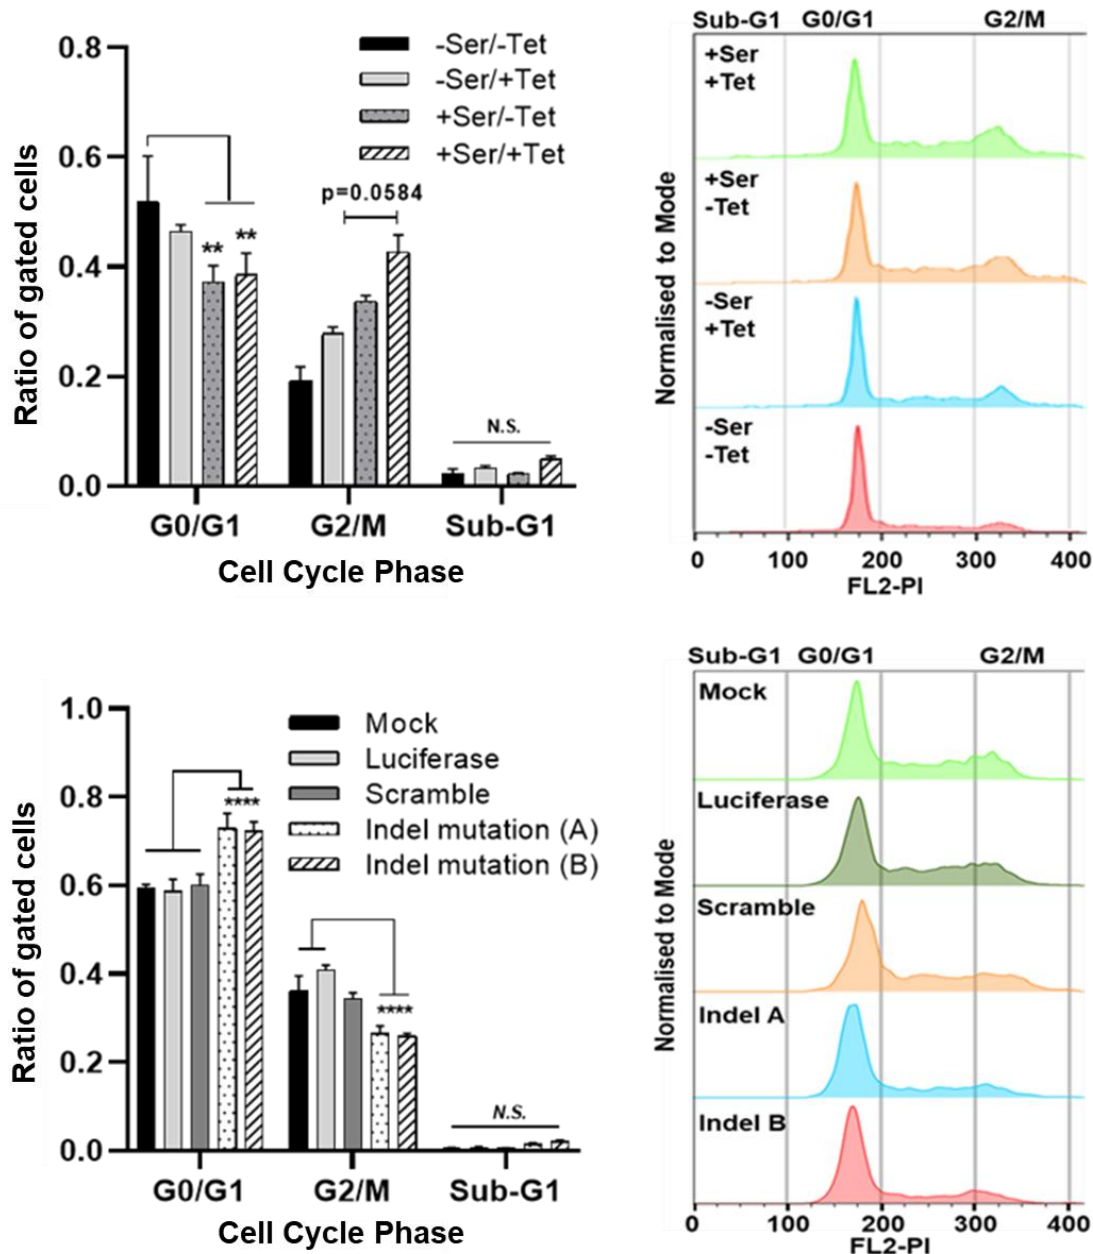 0.8
0.6
0.4
0.2
0.0
Ratio of gated cells
-Ser/-Tet
-Ser/+Tet
+Ser/-Tet
+Ser/+Tet
p=0.0584
**
**
N.S.
G0/G1 G2/M Sub-G1
Cell Cycle Phase
Sub-G1 G0/G1 G2/M
Normalised to Mode
+Ser
+Tet
+Ser
-Tet
-Ser
+Tet
-Ser
-Tet
0 100 200 300 400
FL2-PI
1.0
0.8
0.6
0.4
0.2
0.0
Ratio of gated cells
Mock
Luciferase
Scramble
Indel mutation (A)
Indel mutation (B)
****
****
N.S.
G0/G1 G2/M Sub-G1
Cell Cycle Phase
Sub-G1 G0/G1 G2/M
Normalised to Mode
Mock
Luciferase
Scramble
Indel A
Indel B
0 100 200 300 400
FL2-PI